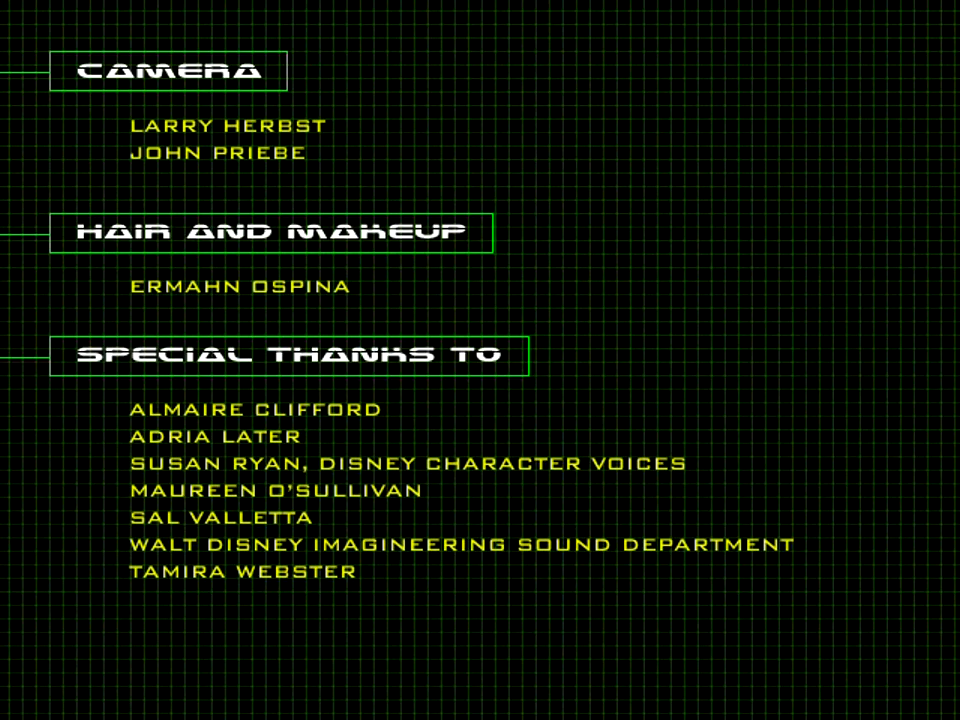 CAMERA
LARRY HERBST
JOHN PRIEBE
HAIR AND MAKEUP
ERMAHN OSPINA
SPECIAL THANKS TO
ALMAIRE CLIFFORD
ADRIA LATER
SUSAN RYAN, DISNEY CHARACTER VOICES
MAUREEN O'SULLIVAN
SAL VALLETTA
WALT DISNEY IMAGINEERING SOUND DEPARTMENT
TAMIRA WEBSTER